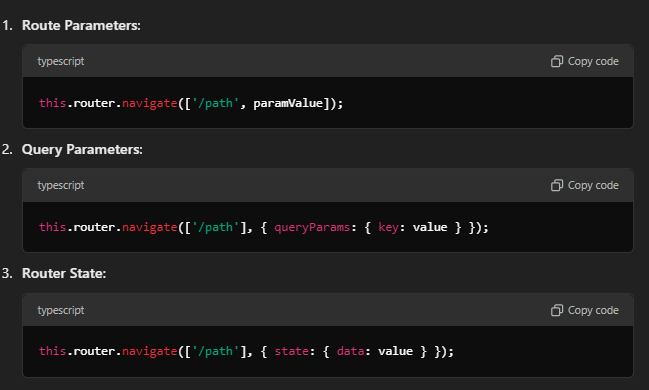 1. Route Parameters:
typescript Copy code
this.router.navigate(['/path', paramValue]);
2. Query Parameters:
typescript Copy code
this.router.navigate(['/path'], { queryParams: { key: value } });
3. Router State:
typescript Copy code
this.router.navigate(['/path'], { state: { data: value } });